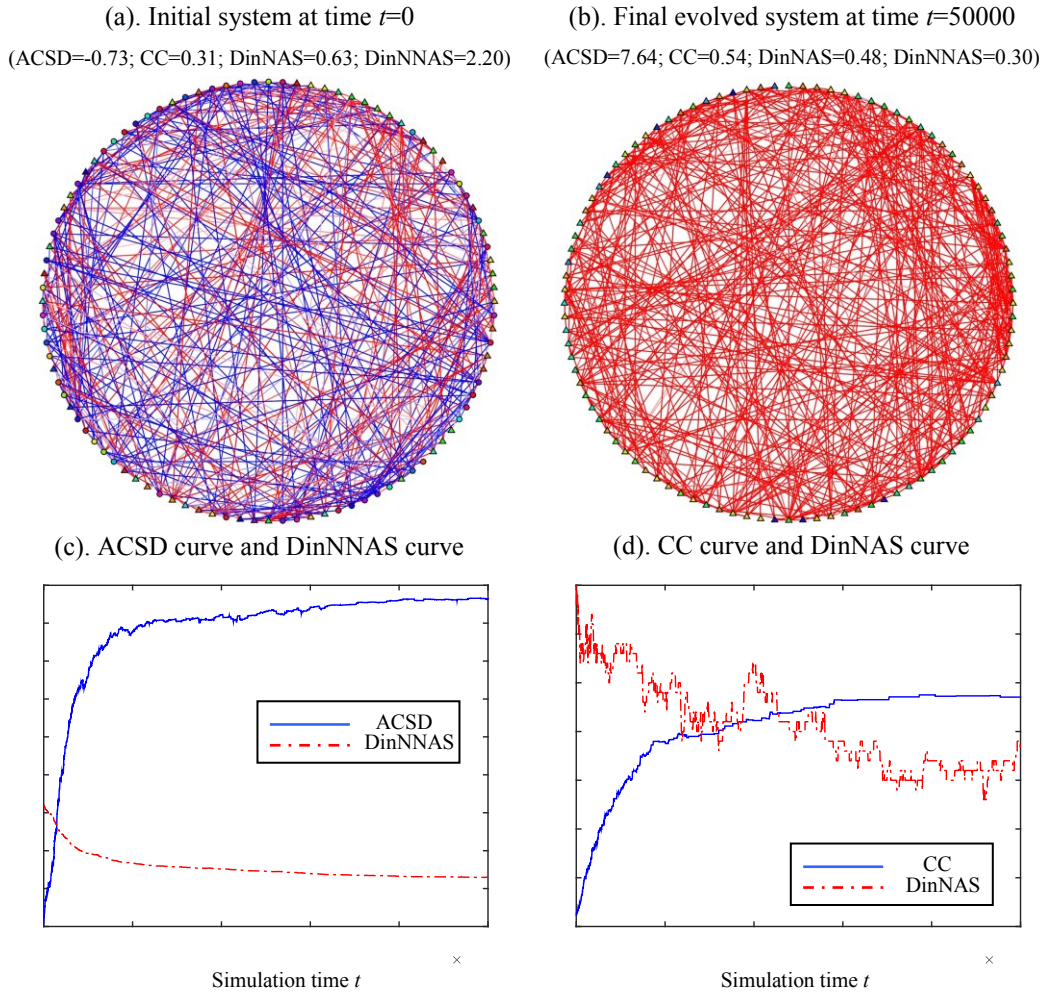 (a). Initial system at time t=0
(b). Final evolved system at time t=50000
(ACSD=-0.73; CC=0.31; DinNAS=0.63; DinNNAS=2.20)
(ACSD=7.64; CC=0.54; DinNAS=0.48; DinNNAS=0.30)
(c). ACSD curve and DinNNAS curve
(d). CC curve and DinNAS curve
ACSD
DinNNAS
CC
DinNAS
×
×
Simulation time t
Simulation time t